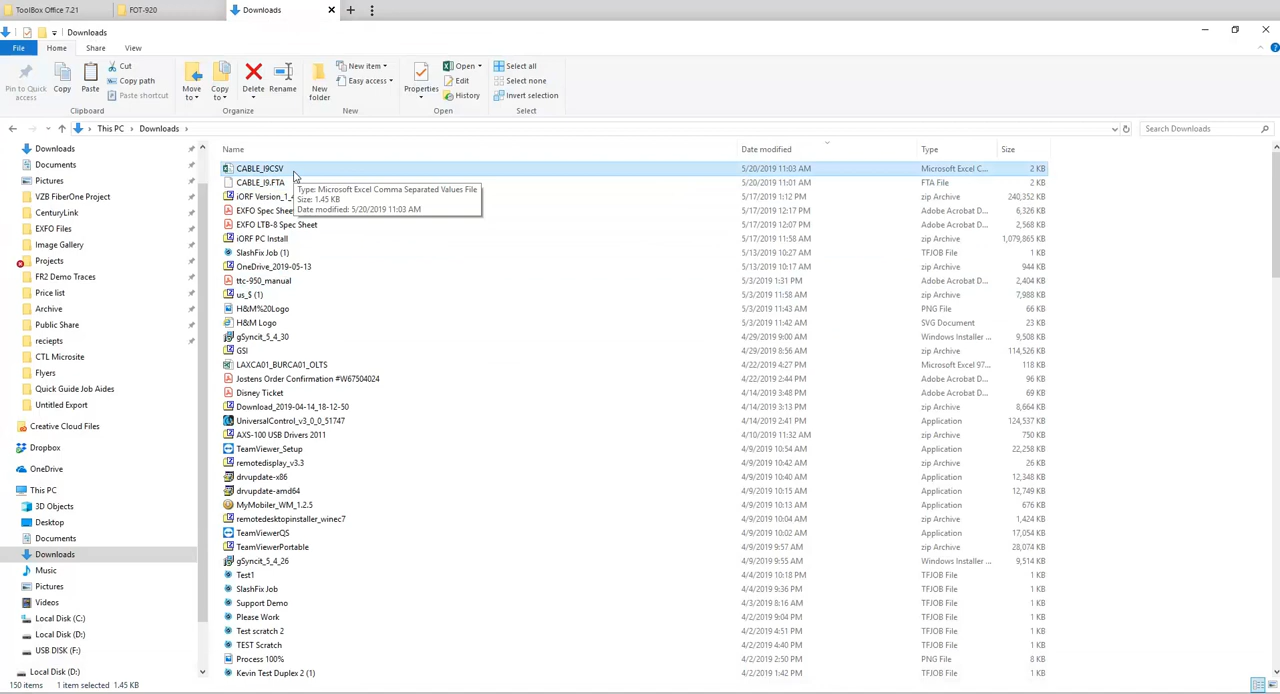 ToolBox Office 7.21 FOT-920 Downloads
Downloads
File Home Share View
Pin to Quick access Copy Paste Cut Copy path Paste shortcut Move to Copy to Delete Rename New folder New item Easy access Properties Open Edit History Select all Select none Invert selection
Clipboard Organize New Open Select
This PC Downloads Search Downloads
Name Date modified Type Size
CABLE_I9CSV 5/20/2019 11:03 AM Microsoft Excel C... 2 KB
CABLE_I9.FTA 5/20/2019 11:01 AM FTA File 2 KB
Type: Microsoft Excel Comma Separated Values File
Size: 1.45 KB
Date modified: 5/20/2019 11:03 AM
iORF Version_1_4 5/17/2019 1:12 PM zip Archive 240,352 KB
EXFO Spec Shee 5/17/2019 12:17 PM Adobe Acrobat D... 6,326 KB
EXFO LTB-8 Spec Sheet 5/17/2019 12:07 PM Adobe Acrobat D... 2,568 KB
iORF PC Install 5/17/2019 11:58 AM zip Archive 1,079,865 KB
SlashFix Job (1) 5/13/2019 10:27 AM TFJOB File 1 KB
OneDrive_2019-05-13 5/13/2019 10:17 AM zip Archive 944 KB
ttc-950_manual 5/3/2019 1:31 PM Adobe Acrobat D... 2,404 KB
us_$ (1) 5/3/2019 11:58 AM zip Archive 7,988 KB
H&M%20Logo 5/3/2019 11:43 AM PNG File 66 KB
H&M Logo 5/3/2019 11:42 AM SVG Document 23 KB
gSyncit_5_4_30 4/29/2019 9:00 AM Windows Installer ... 9,508 KB
GSI 4/29/2019 8:56 AM zip Archive 114,526 KB
LAXCA01_BURCA01_OLTS 4/22/2019 4:27 PM Microsoft Excel 97... 118 KB
Jostens Order Confirmation #W67504024 4/22/2019 2:44 PM Adobe Acrobat D... 96 KB
Disney Ticket 4/14/2019 3:48 PM Adobe Acrobat D... 69 KB
Download_2019-04-14_18-12-50 4/14/2019 3:13 PM zip Archive 8,664 KB
UniversalControl_v3_0_0_51747 4/14/2019 2:41 PM Application 124,537 KB
AXS-100 USB Drivers 2011 4/10/2019 11:32 AM zip Archive 750 KB
TeamViewer_Setup 4/9/2019 10:54 AM Application 22,258 KB
remotedisplay_v3.3 4/9/2019 10:42 AM zip Archive 26 KB
drvupdate-x86 4/9/2019 10:40 AM Application 12,348 KB
drvupdate-amd64 4/9/2019 10:15 AM Application 12,749 KB
MyMobiler_WM_1.2.5 4/9/2019 10:13 AM Application 676 KB
remotedesktopinstaller_winec7 4/9/2019 10:04 AM zip Archive 1,424 KB
TeamViewerQS 4/9/2019 10:02 AM Application 17,054 KB
TeamViewerPortable 4/9/2019 9:57 AM zip Archive 28,074 KB
gSyncit_5_4_26 4/9/2019 9:55 AM Windows Installer ... 9,514 KB
Test1 4/4/2019 10:18 PM TFJOB File 1 KB
SlashFix Job 4/4/2019 9:36 PM TFJOB File 1 KB
Support Demo 4/3/2019 8:16 AM TFJOB File 1 KB
Please Work 4/2/2019 9:04 PM TFJOB File 1 KB
Test scratch 2 4/2/2019 4:51 PM TFJOB File 1 KB
TEST Scratch 4/2/2019 4:40 PM TFJOB File 1 KB
Process 100% 4/2/2019 2:50 PM PNG File 8 KB
Kevin Test Duplex 2 (1) 4/2/2019 1:42 PM TFJOB File 1 KB
Downloads
Documents
Pictures
VZB FiberOne Project
CenturyLink
EXFO Files
Image Gallery
Projects
FR2 Demo Traces
Price list
Archive
Public Share
reciepts
CTL Microsite
Flyers
Quick Guide Job Aides
Untitled Export
Creative Cloud Files
Dropbox
OneDrive
This PC
3D Objects
Desktop
Documents
Downloads
Music
Pictures
Videos
Local Disk (C:)
Local Disk (D:)
USB DISK (F:)
Local Disk (D:)
150 items 1 item selected 1.45 KB